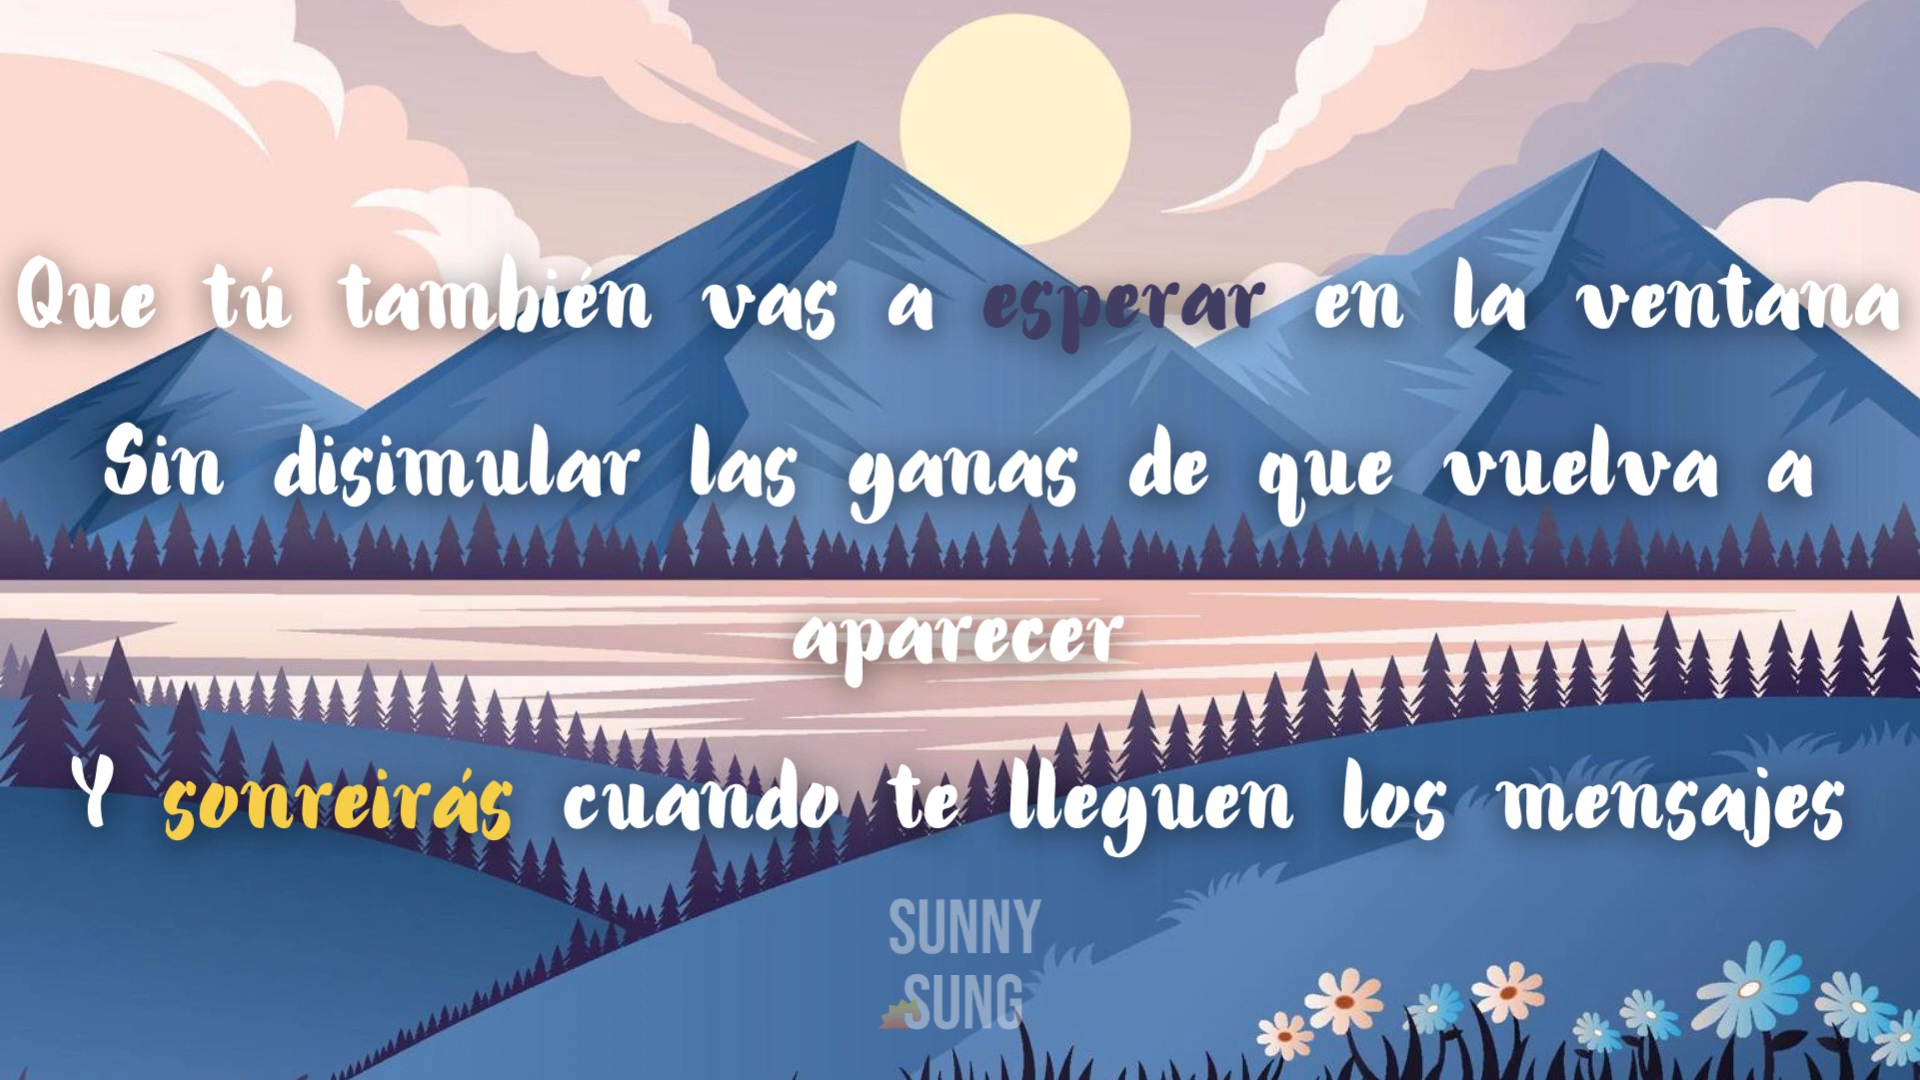 Que tú también vas a esperar en la ventana
Sin disimular las ganas de que vuelva a
aparecer
Y sonreirás cuando te lleguen los mensajes
SUNNY
SUNG